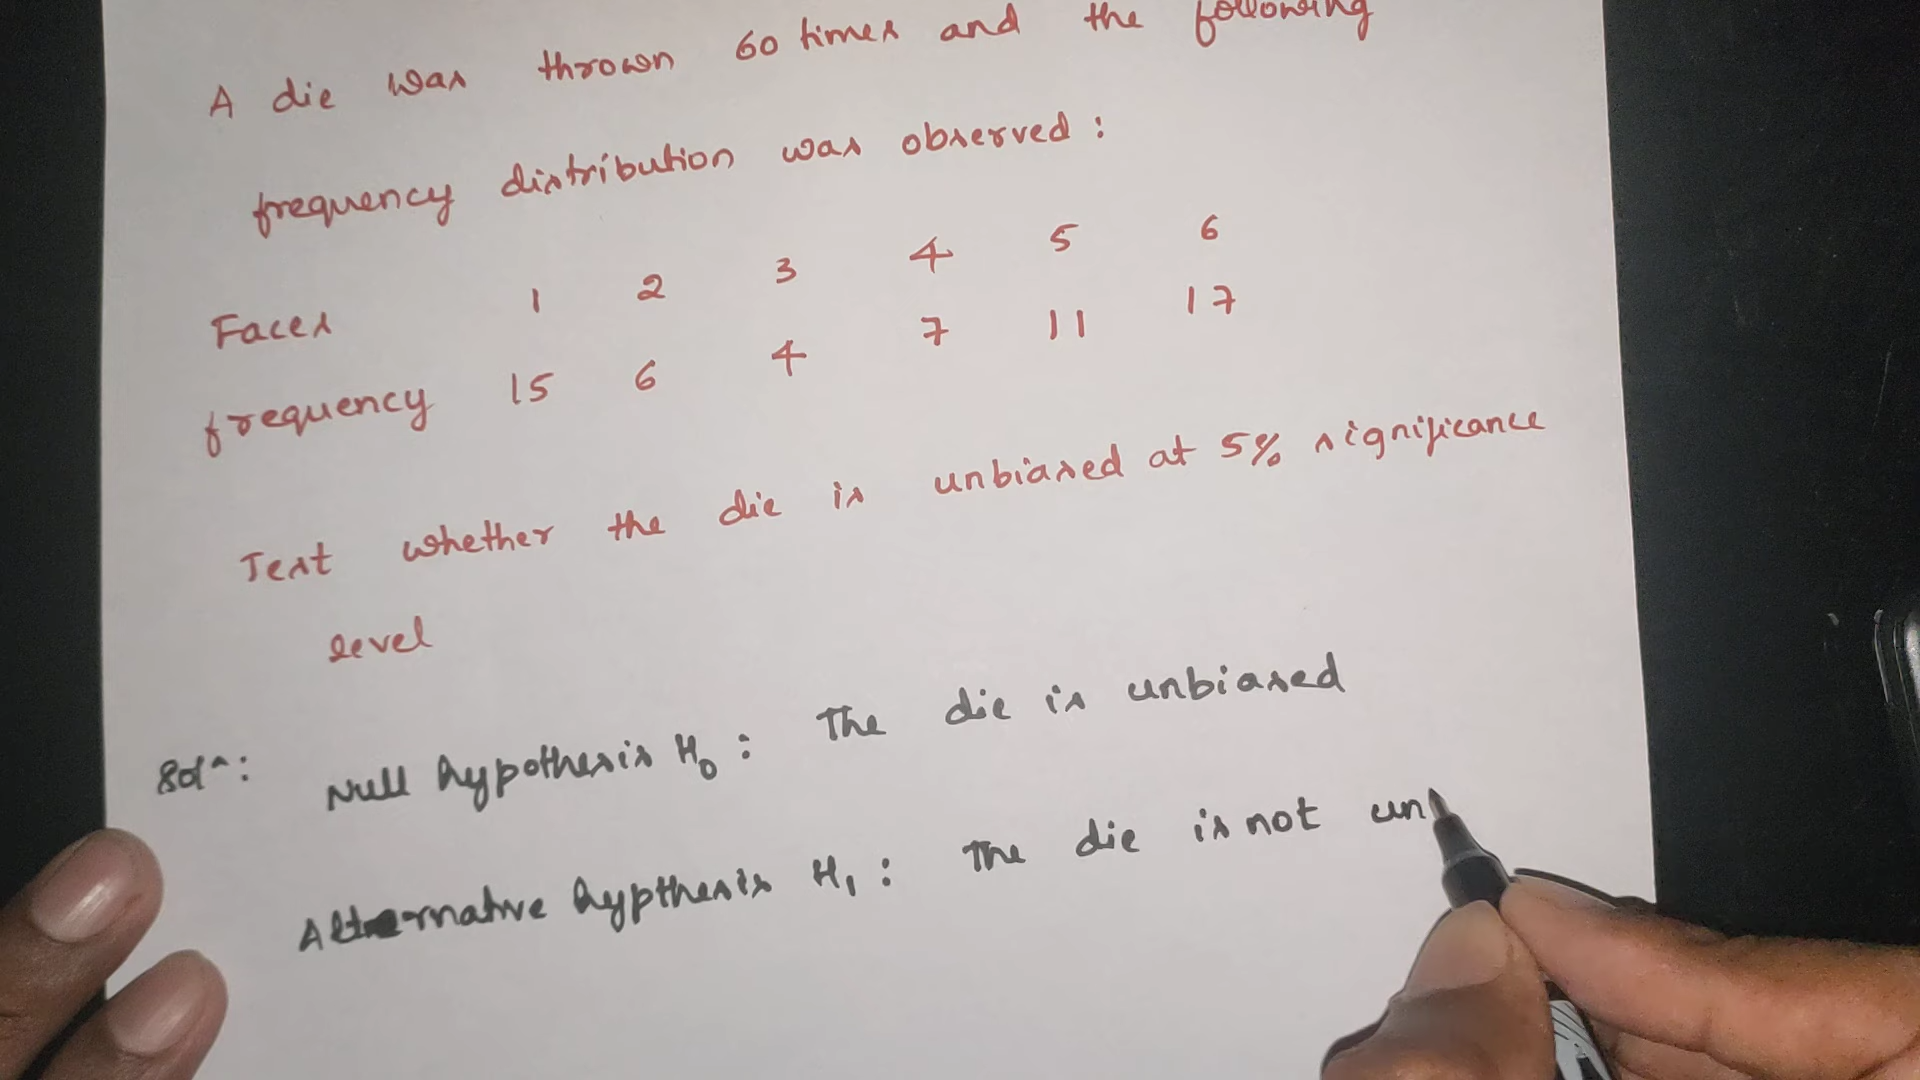 A die was thrown 60 times and the following
frequency distribution was observed :
Faces 1 2 3 4 5 6
frequency 15 6 4 7 11 17
Test whether the die is unbiased at 5% significance
level
Sol^n: Null hypothesis H₀ : The die is unbiased
Alternative hypthesis H₁ : The die is not un